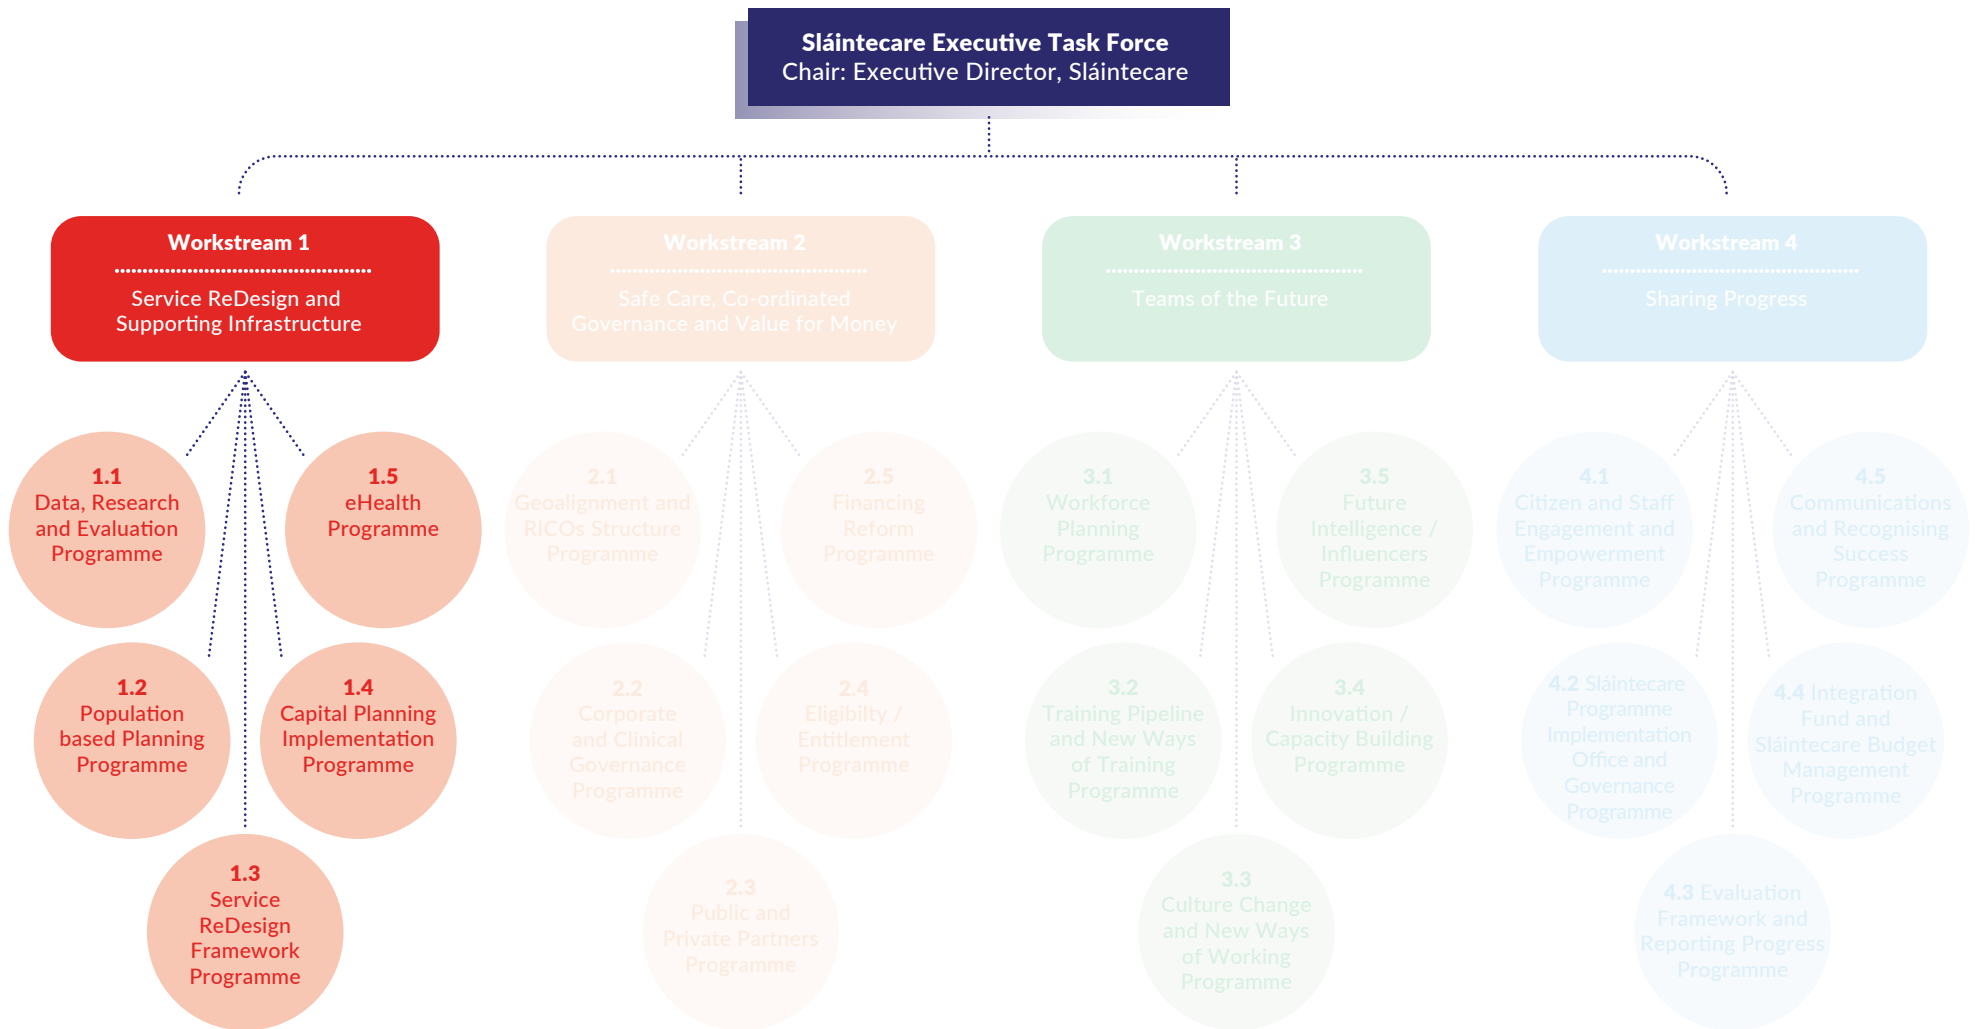 Sláintecare Executive Task Force
Chair: Executive Director, Sláintecare
Workstream 1
Service ReDesign and
Supporting Infrastructure
Workstream 2
Safe Care, Co-ordinated
Governance and Value for Money
Workstream 3
Teams of the Future
Workstream 4
Sharing Progress
1.1
Data, Research
and Evaluation
Programme
1.5
eHealth
Programme
1.2
Population
based Planning
Programme
1.4
Capital Planning
Implementation
Programme
1.3
Service
ReDesign
Framework
Programme
2.1
Geoalignment and
RICOs Structure
Programme
2.5
Financing
Reform
Programme
2.2
Corporate
and Clinical
Governance
Programme
2.4
Eligibilty /
Entitlement
Programme
2.3
Public and
Private Partners
Programme
3.1
Workforce
Planning
Programme
3.5
Future
Intelligence /
Influencers
Programme
3.2
Training Pipeline
and New Ways
of Training
Programme
3.4
Innovation /
Capacity Building
Programme
3.3
Culture Change
and New Ways
of Working
Programme
4.1
Citizen and Staff
Engagement and
Empowerment
Programme
4.5
Communications
and Recognising
Success
Programme
4.2 Sláintecare
Programme
Implementation
Office and
Governance
Programme
4.4 Integration
Fund and
Sláintecare Budget
Management
Programme
4.3 Evaluation
Framework and
Reporting Progress
Programme